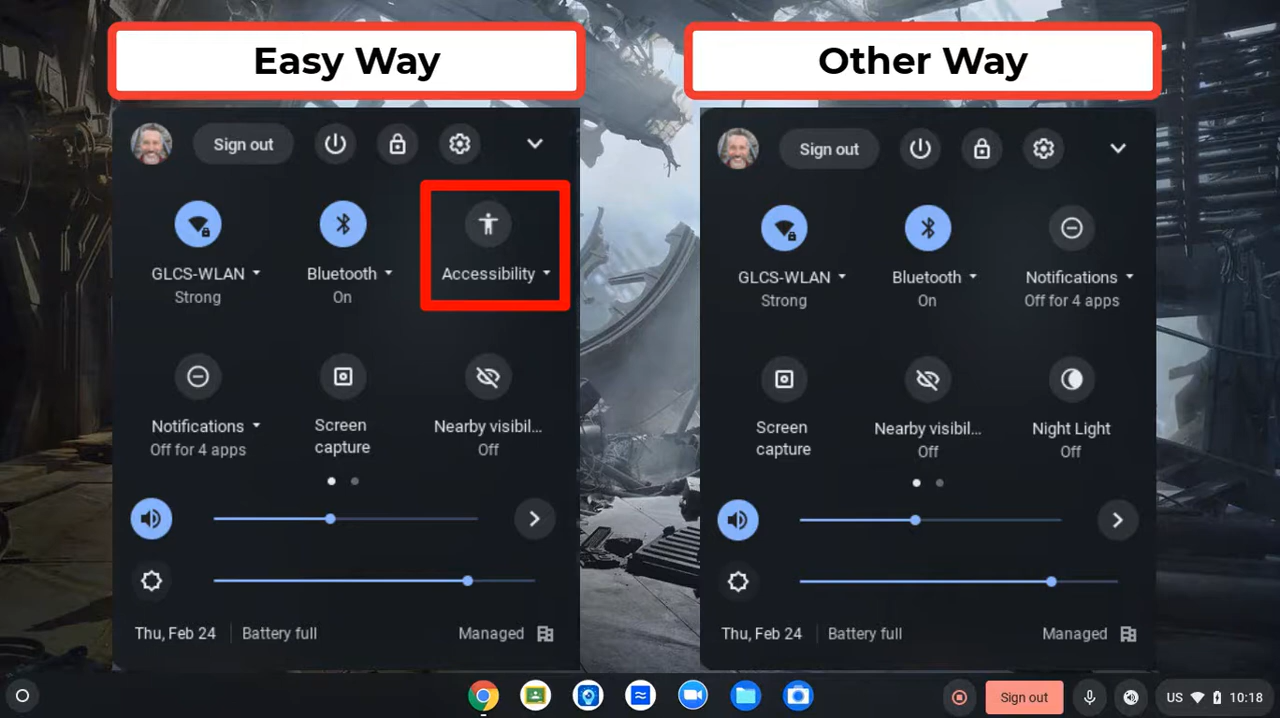 Easy Way
Sign out
GLCS-WLAN
Strong
Bluetooth
On
Accessibility
Notifications
Off for 4 apps
Screen
capture
Nearby visibil...
Off
Thu, Feb 24
Battery full
Managed
Other Way
Sign out
GLCS-WLAN
Strong
Bluetooth
On
Notifications
Off for 4 apps
Screen
capture
Nearby visibil...
Off
Night Light
Off
Thu, Feb 24
Battery full
Managed
Sign out
US
10:18